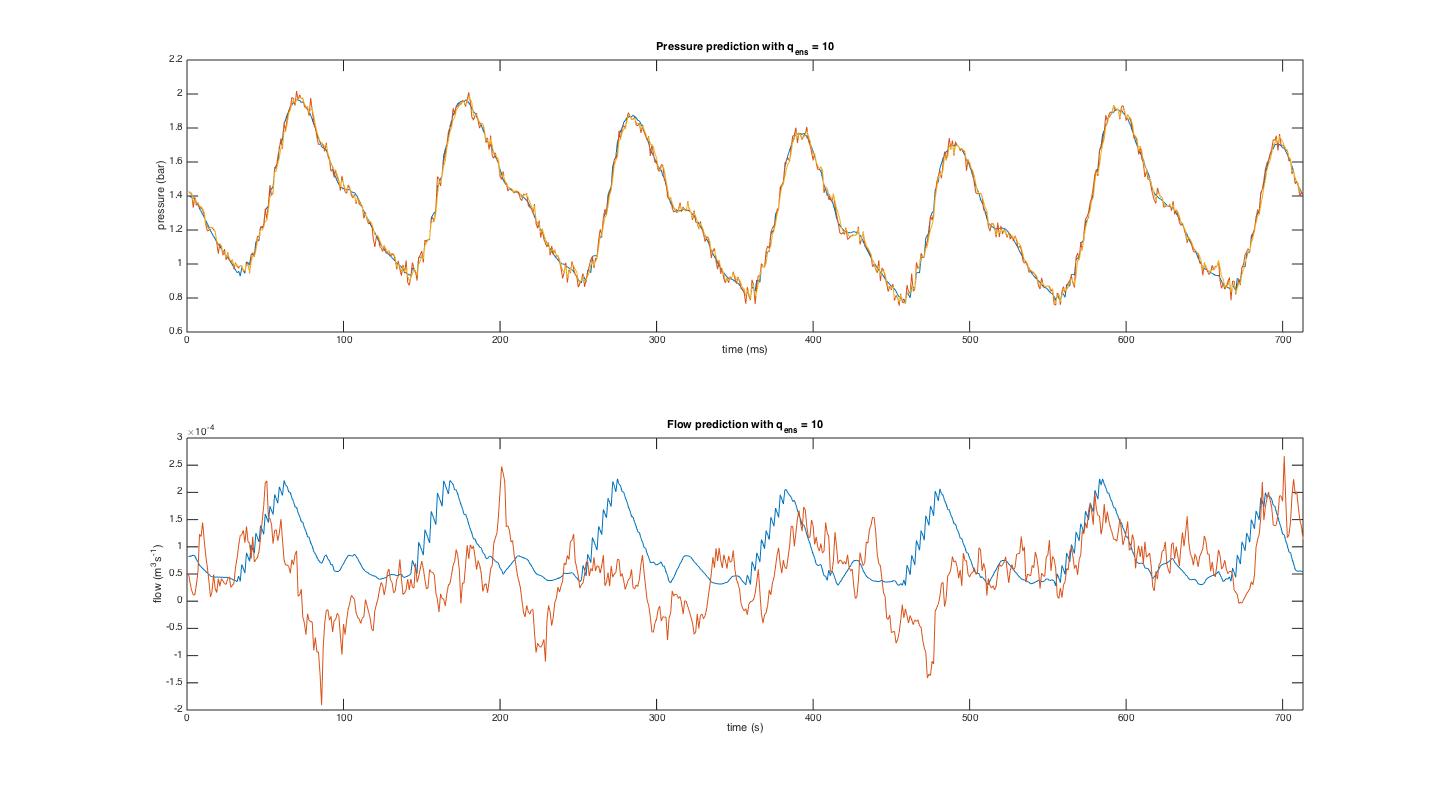 Pressure prediction with qens = 10
2.2
2
1.8
1.6
1.4
1.2
1
0.8
0.6
pressure (bar)
0 100 200 300 400 500 600 700
time (ms)
Flow prediction with qens = 10
×10-4
3
2.5
2
1.5
1
0.5
0
-0.5
-1
-1.5
-2
flow (m3s-1)
0 100 200 300 400 500 600 700
time (s)